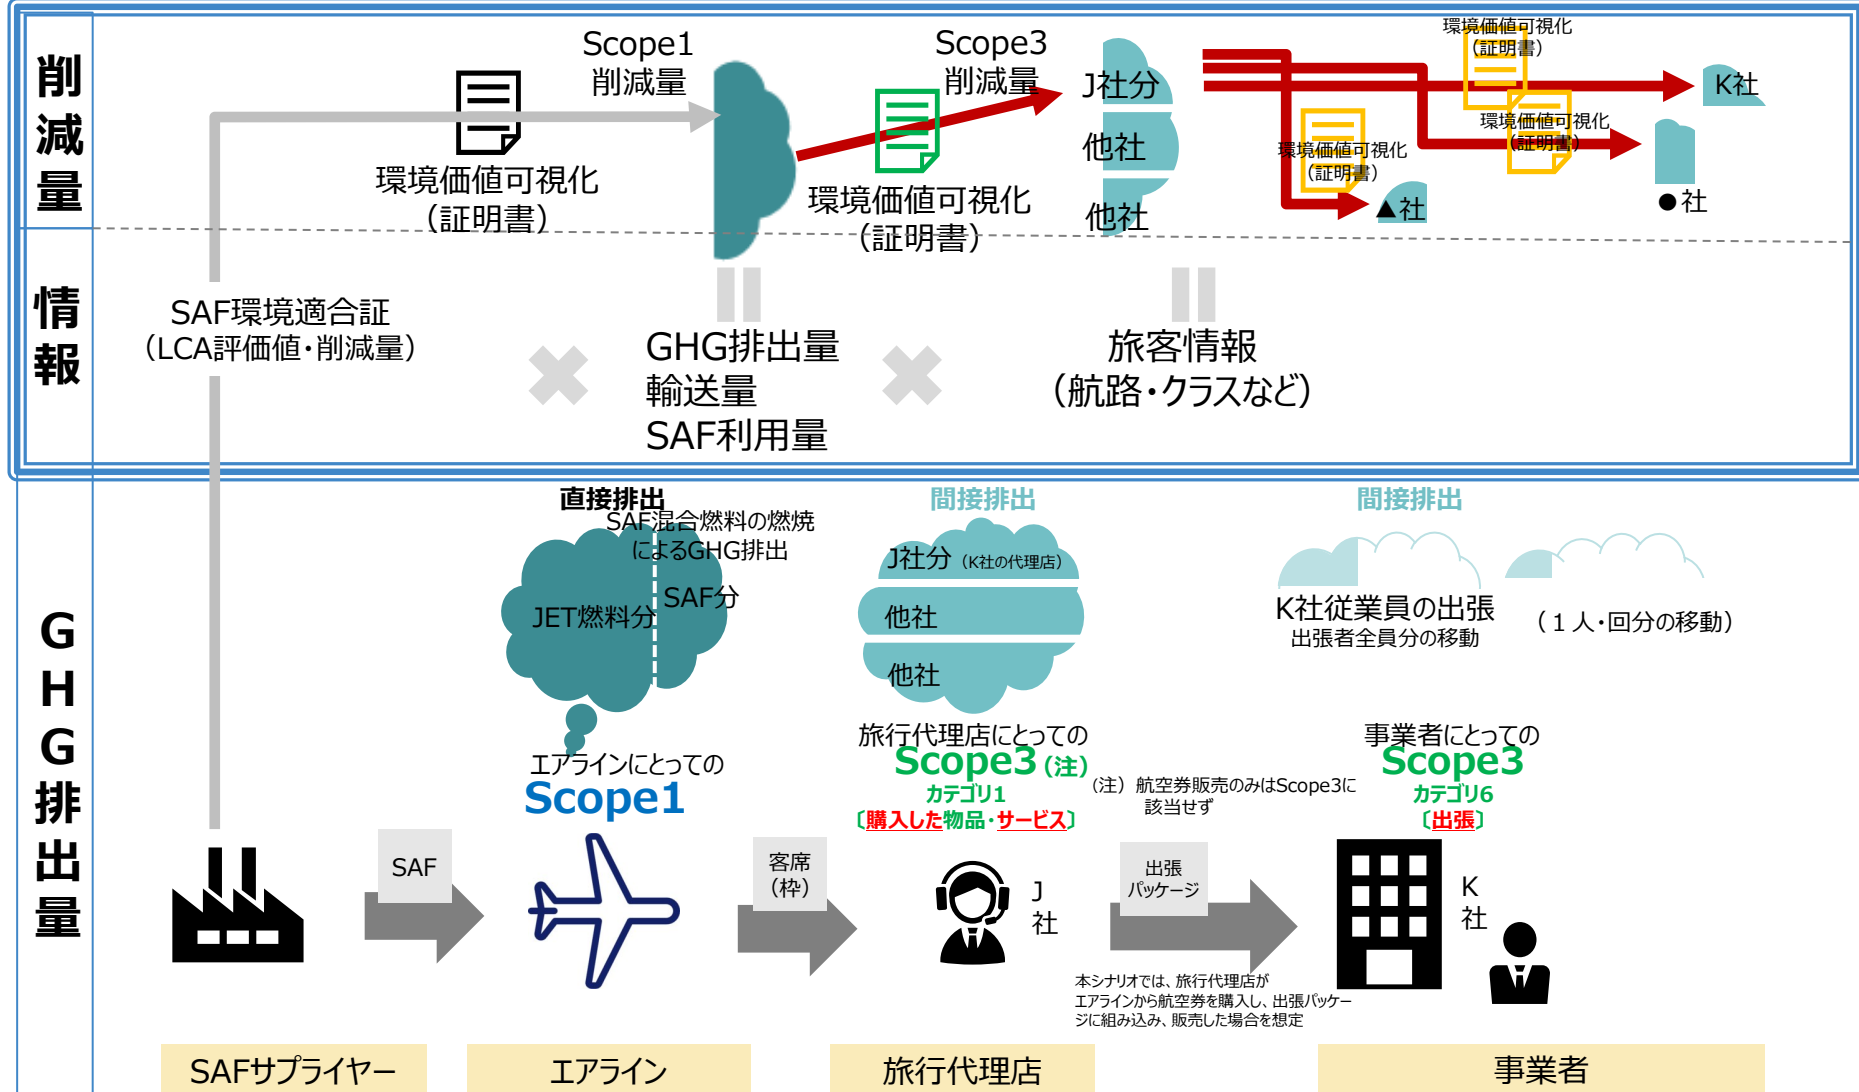 削減量
Scope1
削減量
環境価値可視化
（証明書）
Scope3
削減量
環境価値可視化
（証明書）
J社分
他社
他社
環境価値可視化
（証明書）
K社
環境価値可視化
（証明書）
●社
環境価値可視化
（証明書）
▲社
情報
SAF環境適合証
（LCA評価値・削減量）
GHG排出量
輸送量
SAF利用量
旅客情報
（航路・クラスなど）
GHG排出量
直接排出
SAF混合燃料の燃焼
によるGHG排出
JET燃料分
SAF分
エアラインにとっての
Scope1
間接排出
J社分（K社の代理店）
他社
他社
旅行代理店にとっての
Scope3（注）
カテゴリ1
〔購入した物品・サービス〕
（注）航空券販売のみはScope3に
該当せず
間接排出
K社従業員の出張
出張者全員分の移動
（１人・回分の移動）
事業者にとっての
Scope3
カテゴリ6
〔出張〕
SAF
客席
（枠）
J
社
出張
パッケージ
K
社
本シナリオでは、旅行代理店が
エアラインから航空券を購入し、出張パッケー
ジに組み込み、販売した場合を想定
SAFサプライヤー
エアライン
旅行代理店
事業者